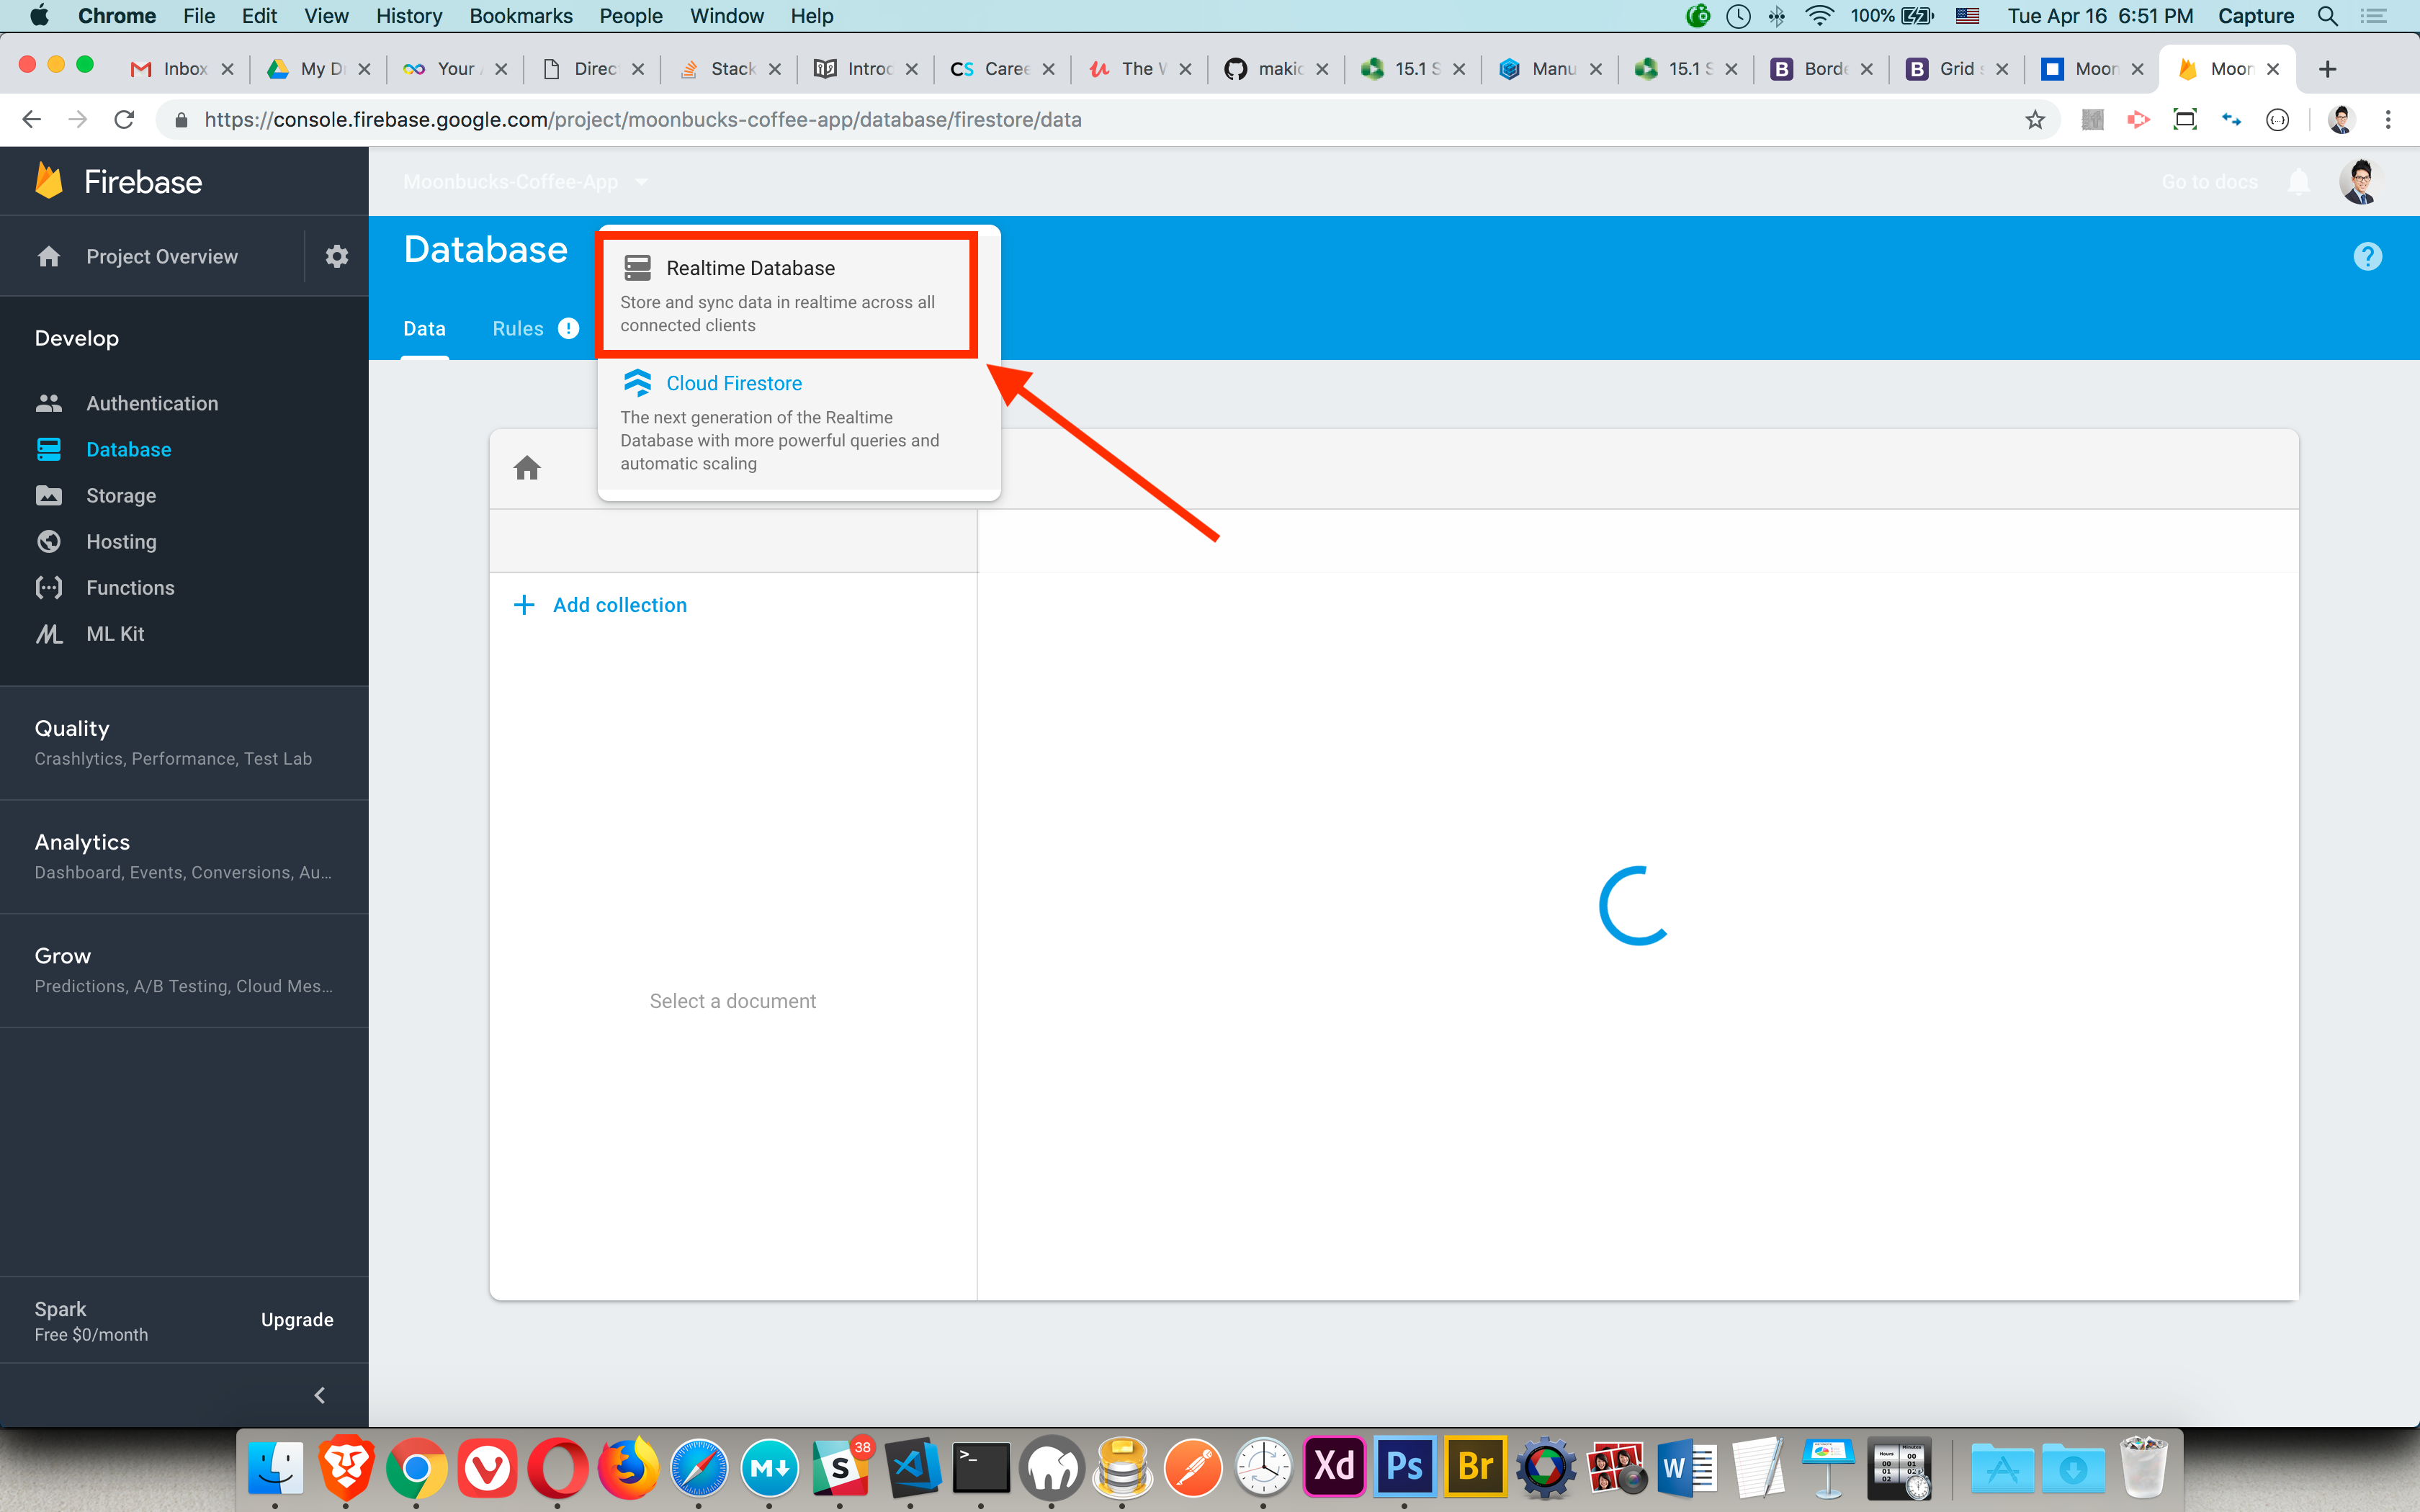 Chrome File Edit View History Bookmarks People Window Help
100%
Tue Apr 16 6:51 PM Capture
Inbox
My Dr
Your
Direc
Stack
Introd
CS Caree
The W
makio
15.1 S
Manu
15.1 S
B Borde
B Grid s
Moon
Moon
https://console.firebase.google.com/project/moonbucks-coffee-app/database/firestore/data
Firebase
Moonbucks-Coffee-App
Go to docs
Project Overview
Database
Data
Rules
Realtime Database
Store and sync data in realtime across all
connected clients
Cloud Firestore
The next generation of the Realtime
Database with more powerful queries and
automatic scaling
Develop
Authentication
Database
Storage
Hosting
Functions
ML Kit
Add collection
Quality
Crashlytics, Performance, Test Lab
Analytics
Dashboard, Events, Conversions, Au...
Grow
Predictions, A/B Testing, Cloud Mes...
Select a document
Spark
Free $0/month
Upgrade
38
M
S
>_
Xd
Ps
Br
W